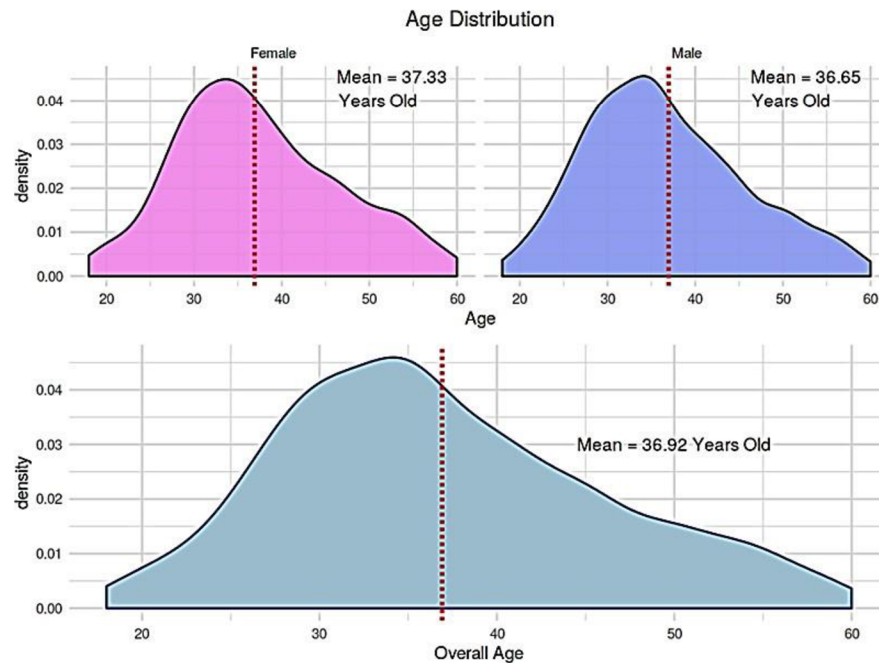 Age Distribution
Female
Male
Mean = 37.33
Years Old
Mean = 36.65
Years Old
density
0.04
0.03
0.02
0.01
0.00
20 30 40 50 60
20 30 40 50 60
Age
Mean = 36.92 Years Old
density
0.04
0.03
0.02
0.01
0.00
20 30 40 50 60
Overall Age